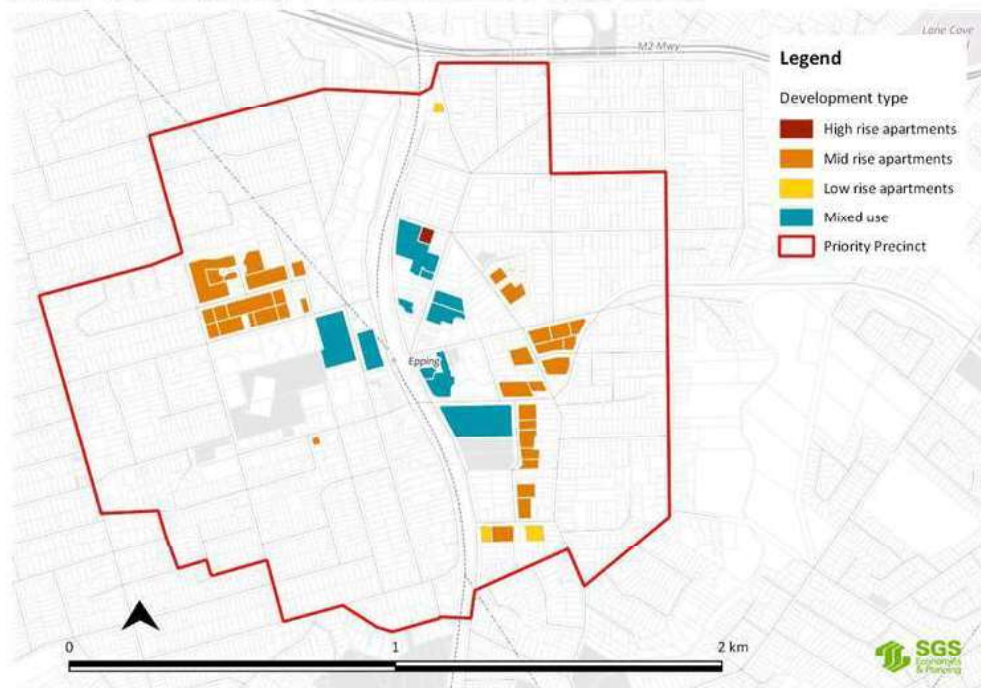 M2 Mwy
Lane Cove
Legend
Development type
High rise apartments
Mid rise apartments
Low rise apartments
Mixed use
Priority Precinct
Epping
0
1
2 km
SGS
Economics
& Planning